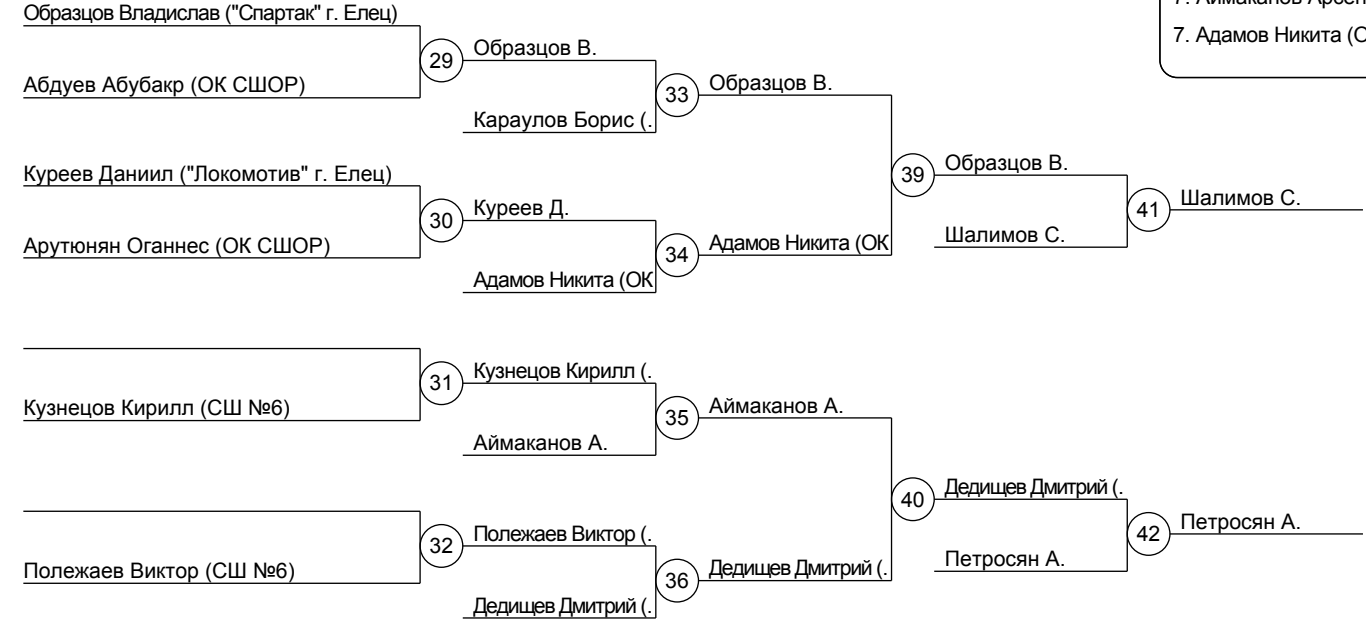 7. Аймаканов Арсен
7. Адамов Никита (О
Образцов Владислав ("Спартак" г. Елец)
Абдуев Абубакр (ОК СШОР)
29
Образцов В.
Караулов Борис (.
33
Образцов В.
Куреев Даниил ("Локомотив" г. Елец)
Арутюнян Оганнес (ОК СШОР)
30
Куреев Д.
Адамов Никита (ОК
34
Адамов Никита (ОК
39
Образцов В.
Шалимов С.
41
Шалимов С.
Кузнецов Кирилл (СШ №6)
31
Кузнецов Кирилл (.
Аймаканов А.
35
Аймаканов А.
Полежаев Виктор (СШ №6)
32
Полежаев Виктор (.
Дедищев Дмитрий (.
36
Дедищев Дмитрий (.
40
Дедищев Дмитрий (.
Петросян А.
42
Петросян А.